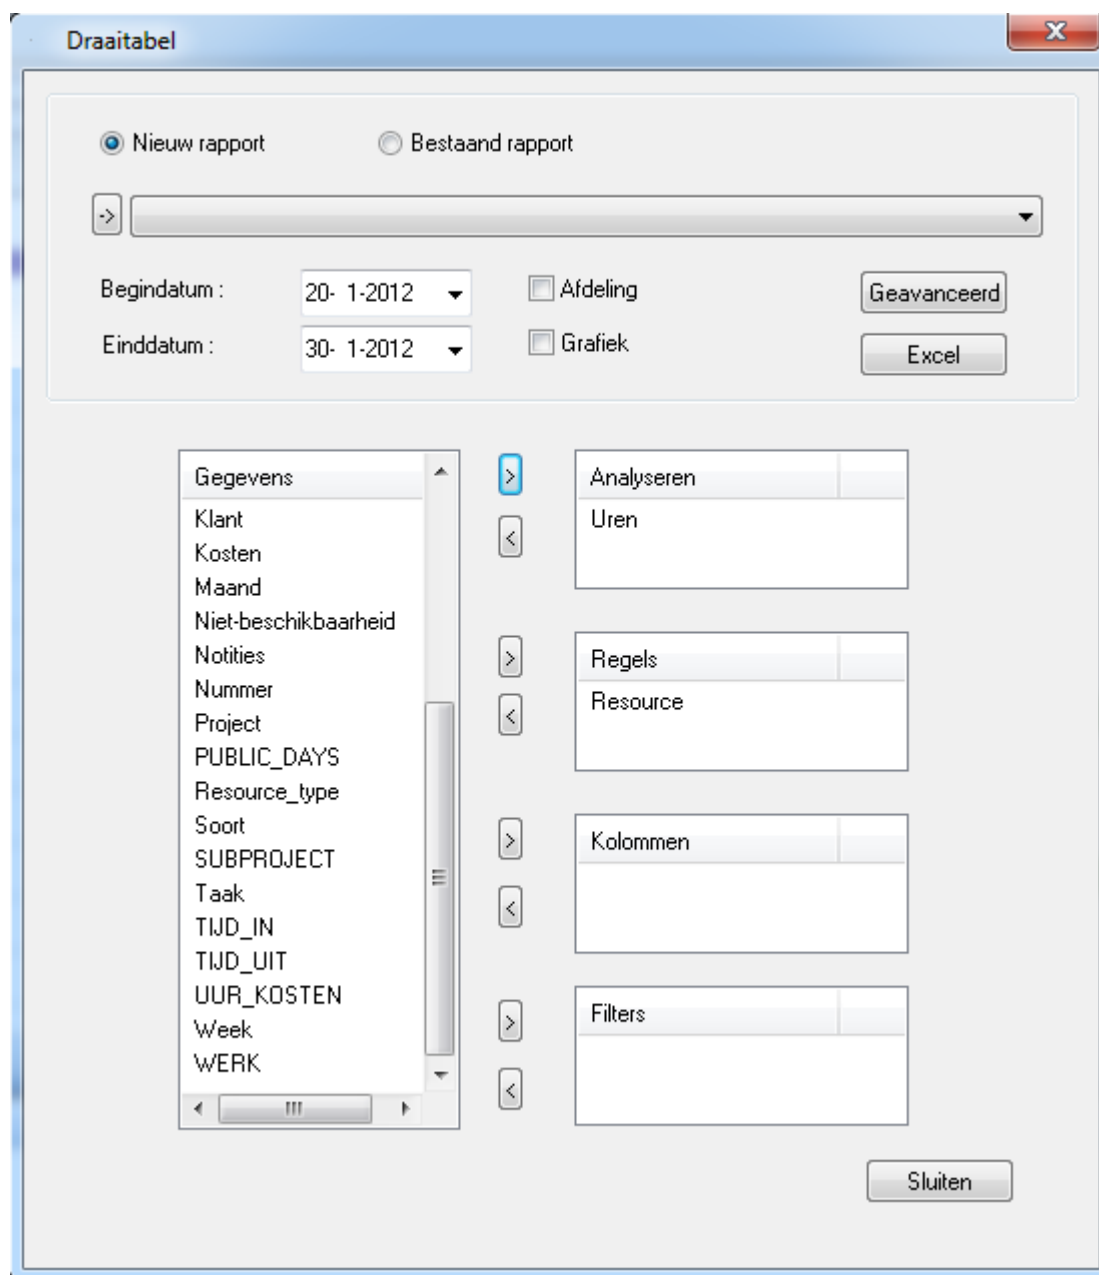 Draaitabel
Nieuw rapport
Bestaand rapport
->
Begindatum :
20- 1-2012
Afdeling
Geavanceerd
Einddatum :
30- 1-2012
Grafiek
Excel
Gegevens
Klant
Kosten
Maand
Niet-beschikbaarheid
Notities
Nummer
Project
PUBLIC_DAYS
Resource_type
Soort
SUBPROJECT
Taak
TIJD_IN
TIJD_UIT
UUR_KOSTEN
Week
WERK
>
<
Analyseren
Uren
>
<
Regels
Resource
>
<
Kolommen
>
<
Filters
Sluiten